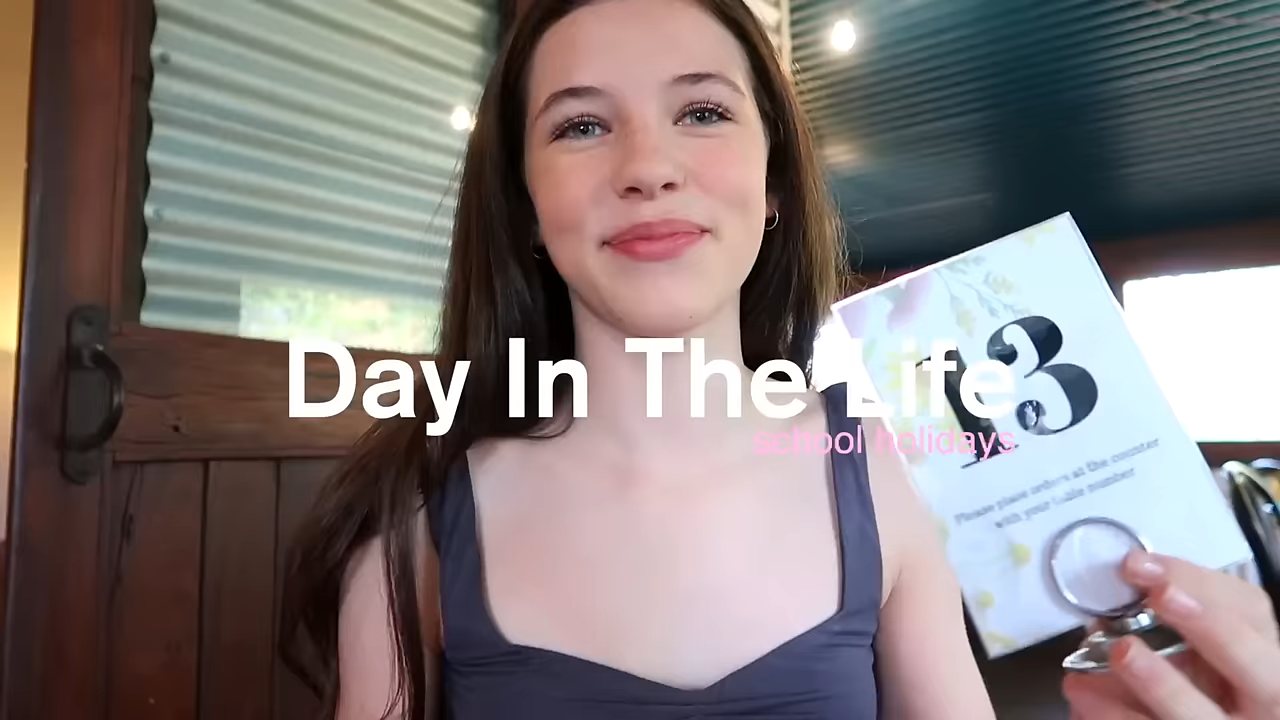 13
Day In The Life
school holidays
Please place orders at the counter
with your table number